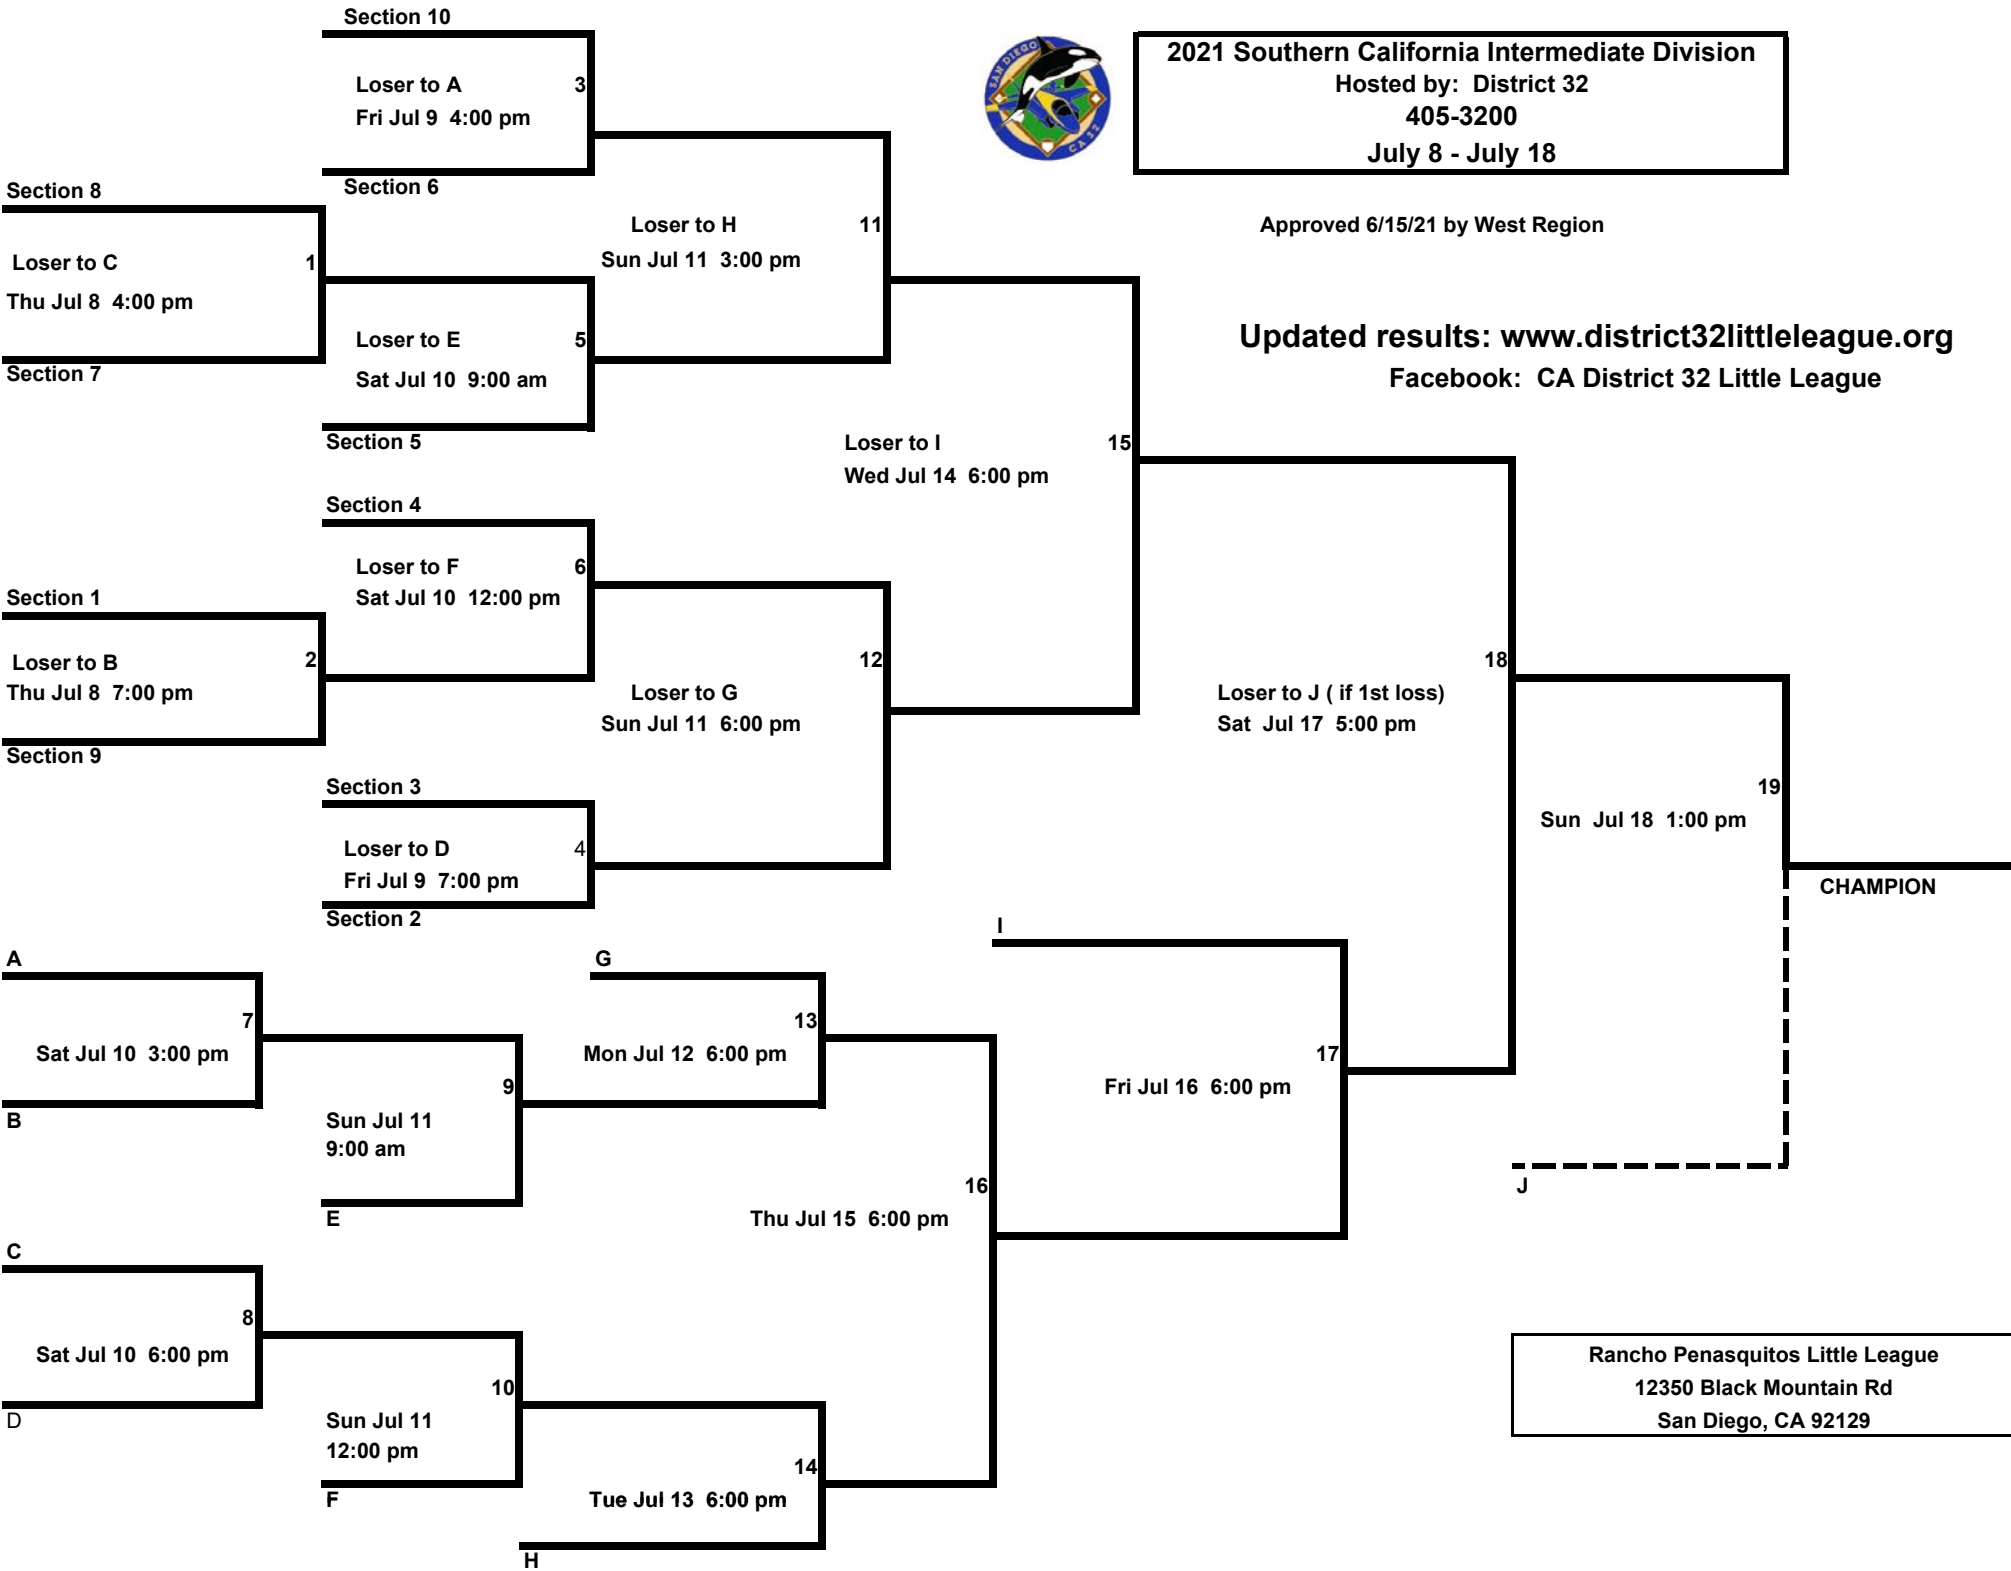 Section 10
Loser to A 3
Fri Jul 9 4:00 pm
Section 6
SAN DIEGO
CA 32
2021 Southern California Intermediate Division
Hosted by: District 32
405-3200
July 8 - July 18
Approved 6/15/21 by West Region
Updated results: www.district32littleleague.org
Facebook: CA District 32 Little League
Section 8
Loser to C 1
Thu Jul 8 4:00 pm
Section 7
Loser to H 11
Sun Jul 11 3:00 pm
Loser to E 5
Sat Jul 10 9:00 am
Section 5
Loser to I 15
Wed Jul 14 6:00 pm
Section 4
Loser to F 6
Sat Jul 10 12:00 pm
Section 1
Loser to B 2
Thu Jul 8 7:00 pm
Section 9
12
Loser to G
Sun Jul 11 6:00 pm
18
Loser to J ( if 1st loss)
Sat Jul 17 5:00 pm
Section 3
Loser to D 4
Fri Jul 9 7:00 pm
Section 2
19
Sun Jul 18 1:00 pm
CHAMPION
A
7
Sat Jul 10 3:00 pm
B
G
13
Mon Jul 12 6:00 pm
I
17
Fri Jul 16 6:00 pm
9
Sun Jul 11
9:00 am
E
16
Thu Jul 15 6:00 pm
J
C
8
Sat Jul 10 6:00 pm
D
10
Sun Jul 11
12:00 pm
F
14
Tue Jul 13 6:00 pm
H
Rancho Penasquitos Little League
12350 Black Mountain Rd
San Diego, CA 92129